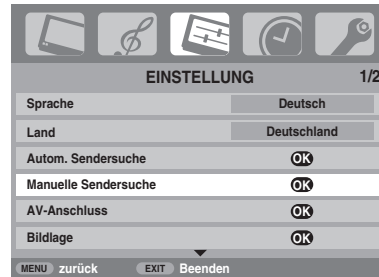 EINSTELLUNG 1/2
Sprache Deutsch
Land Deutschland
Autom. Sendersuche OK
Manuelle Sendersuche OK
AV-Anschluss OK
Bildlage OK
MENU zurück EXIT Beenden